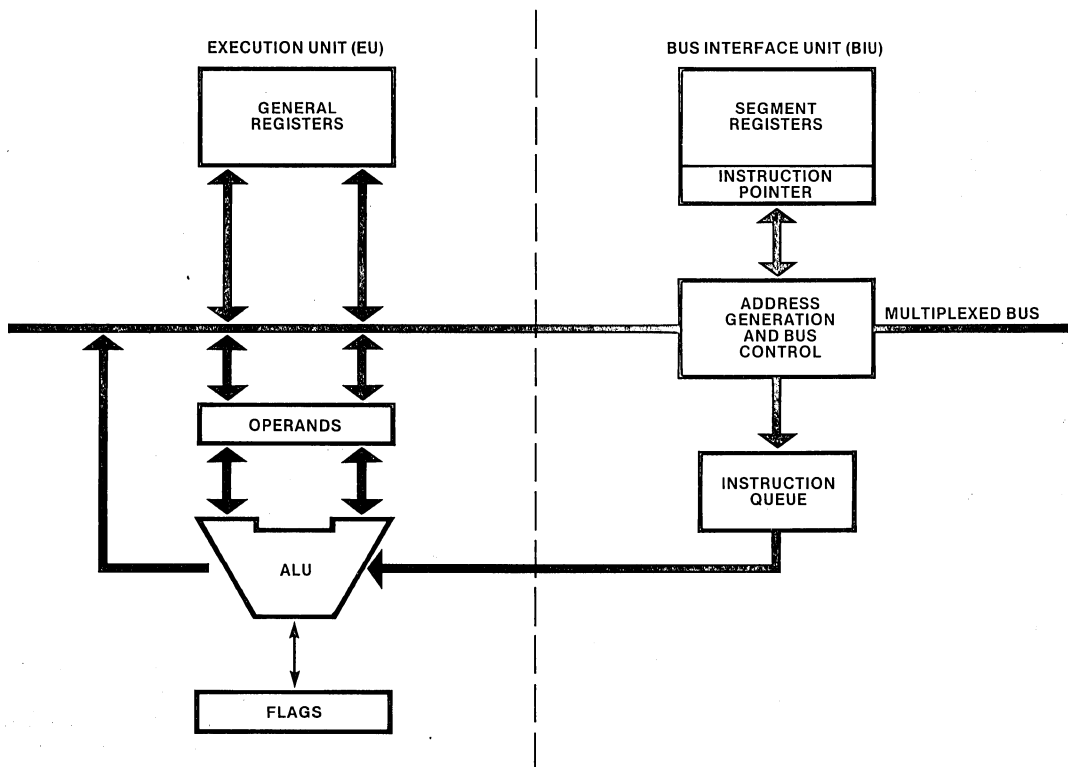 EXECUTION UNIT (EU)
GENERAL
REGISTERS
OPERANDS
ALU
FLAGS
BUS INTERFACE UNIT (BIU)
SEGMENT
REGISTERS
INSTRUCTION
POINTER
ADDRESS
GENERATION
AND BUS
CONTROL
MULTIPLEXED BUS
INSTRUCTION
QUEUE